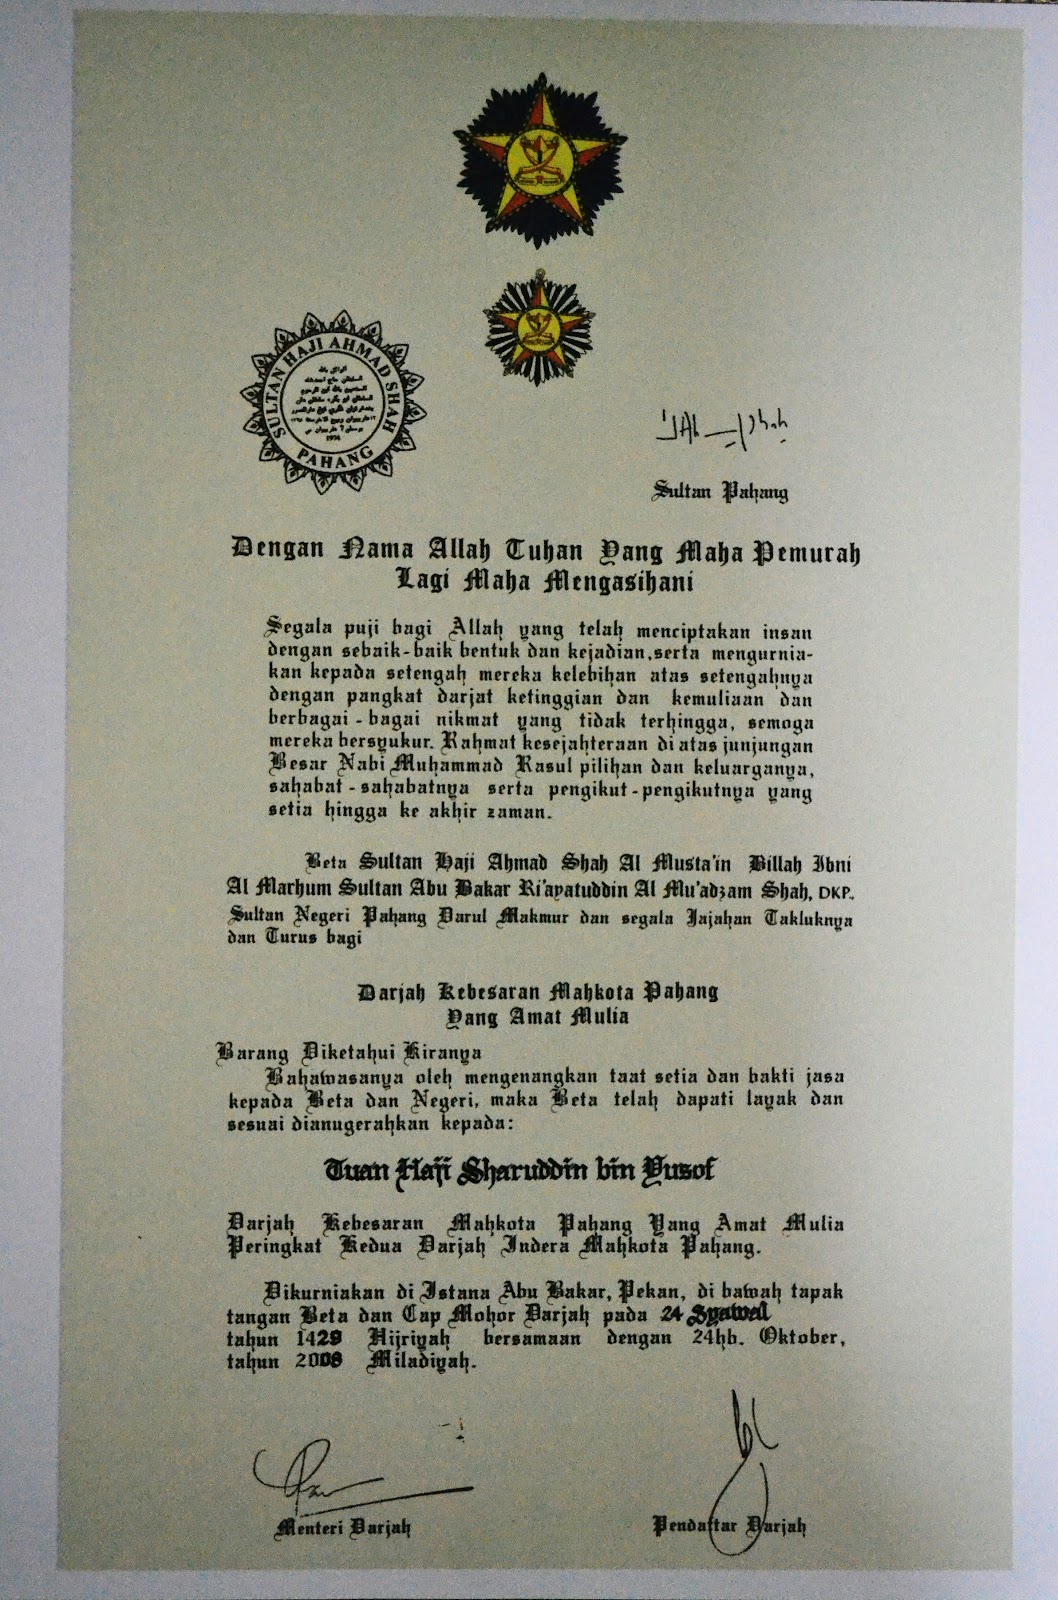 SULTAN HAJI AHMAD SHAH
PAHANG
1974
Sultan Pahang
Dengan Nama Allah Tuhan Yang Maha Pemurah
Lagi Maha Mengasihani
Segala puji bagi Allah yang telah menciptakan insan
dengan sebaik-baik bentuk dan kejadian,serta mengurnia-
kan kepada setengah mereka kelebihan atas setengahnya
dengan pangkat darjat ketinggian dan kemuliaan dan
berbagai-bagai nikmat yang tidak terhingga, semoga
mereka bersyukur. Rahmat kesejahteraan di atas junjungan
Besar Nabi Muhammad Rasul pilihan dan keluarganya,
sahabat-sahabatnya serta pengikut-pengikutnya yang
setia hingga ke akhir zaman.
Beta Sultan Haji Ahmad Shah Al Musta'in Billah Ibni
Al Marhum Sultan Abu Bakar Ri'ayatuddin Al Mu'adzam Shah, DKP.,
Sultan Negeri Pahang Darul Makmur dan segala Jajahan Takluknya
dan Turus bagi
Darjah Kebesaran Mahkota Pahang
Yang Amat Mulia
Barang Diketahui Kiranya
Bahawasanya oleh mengenangkan taat setia dan bakti jasa
kepada Beta dan Negeri, maka Beta telah dapati layak dan
sesuai dianugerahkan kepada:
Tuan Haji Sharuddin bin Yusof
Darjah Kebesaran Mahkota Pahang Yang Amat Mulia
Peringkat Kedua Darjah Indera Mahkota Pahang.
Dikurniakan di Istana Abu Bakar, Pekan, di bawah tapak
tangan Beta dan Cap Mohor Darjah pada 24 Syawal
tahun 1429 Hijriyah bersamaan dengan 24hb. Oktober,
tahun 2008 Miladiyah.
Menteri Darjah
Pendaftar Darjah